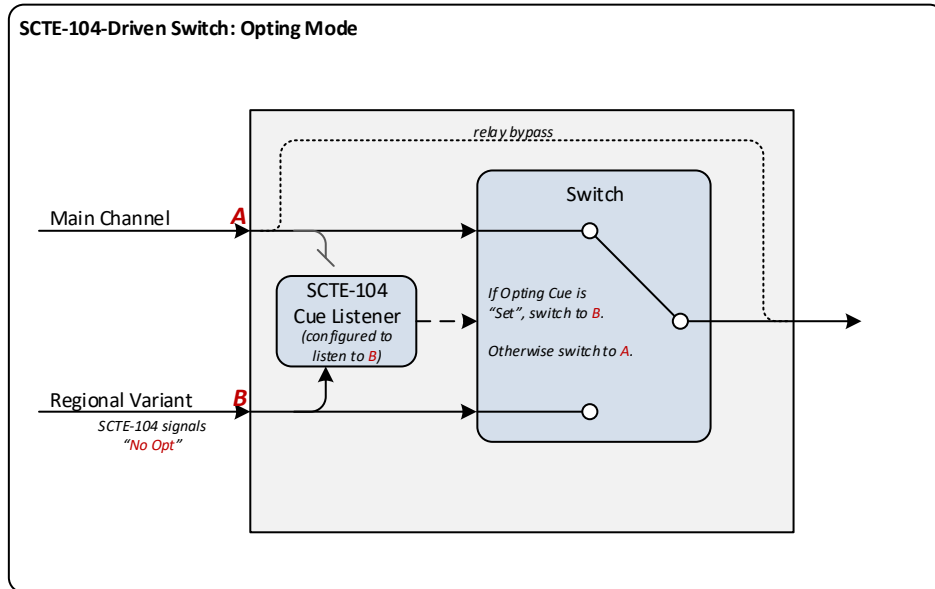 SCTE-104-Driven Switch: Opting Mode
relay bypass
Main Channel
A
Switch
SCTE-104
Cue Listener
(configured to
listen to B)
If Opting Cue is
“Set”, switch to B.
Otherwise switch to A.
Regional Variant
B
SCTE-104 signals
“No Opt”